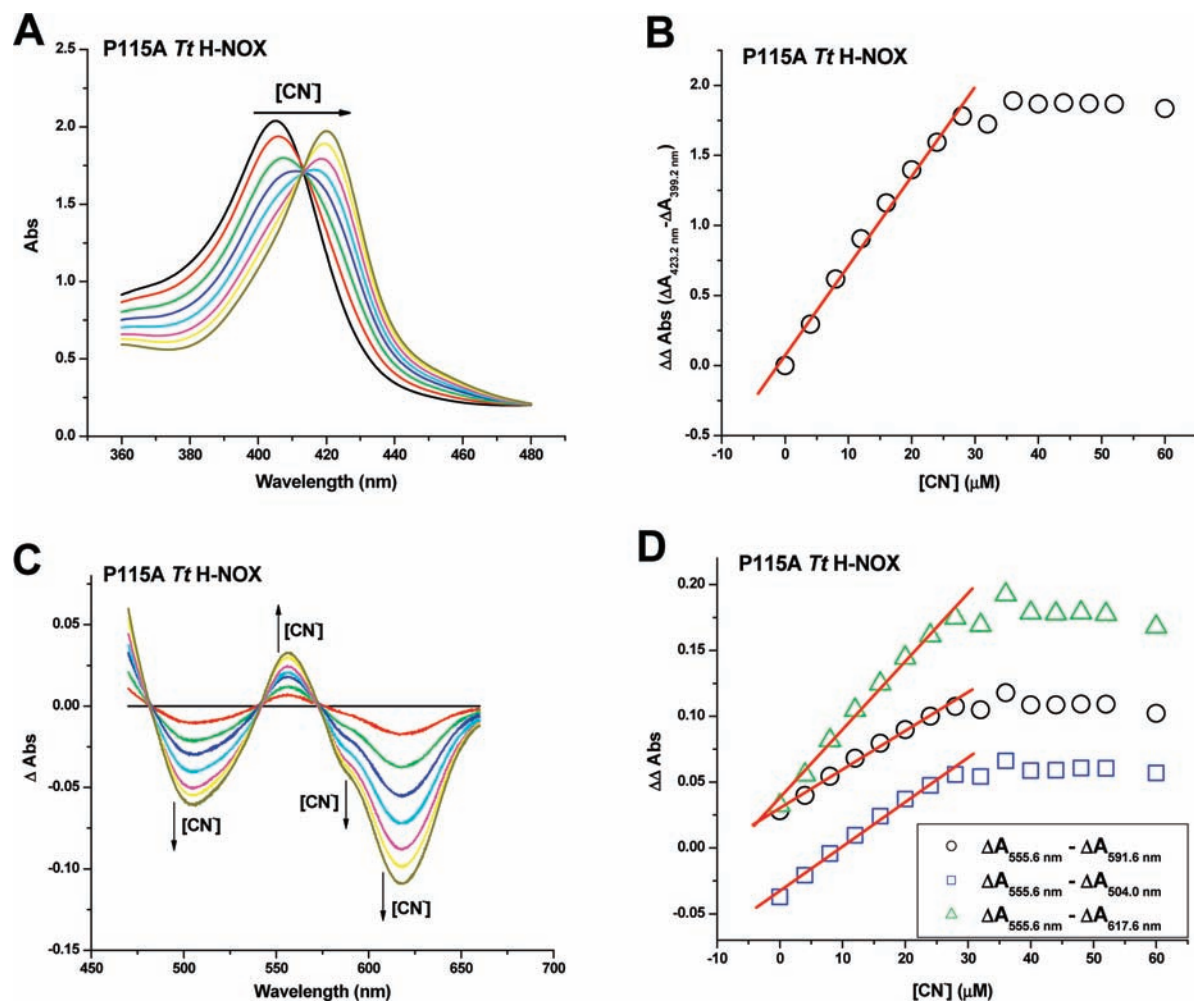 A
P115A Tt H-NOX
[CN-]
2.5
2.0
1.5
1.0
0.5
0.0
Abs
360 380 400 420 440 460 480
Wavelength (nm)
B
P115A Tt H-NOX
2.0
1.5
1.0
0.5
0.0
-0.5
ΔΔ Abs (ΔA423.2 nm-ΔA399.2 nm)
-10 0 10 20 30 40 50 60
[CN-] (μM)
C
P115A Tt H-NOX
[CN-]
[CN-]
[CN-]
[CN-]
0.05
0.00
-0.05
-0.10
-0.15
Δ Abs
450 500 550 600 650 700
Wavelength (nm)
D
P115A Tt H-NOX
0.20
0.15
0.10
0.05
0.00
-0.05
ΔΔ Abs
ΔA555.6 nm - ΔA591.6 nm
ΔA555.6 nm - ΔA504.0 nm
ΔA555.6 nm - ΔA617.6 nm
-10 0 10 20 30 40 50 60
[CN-] (μM)